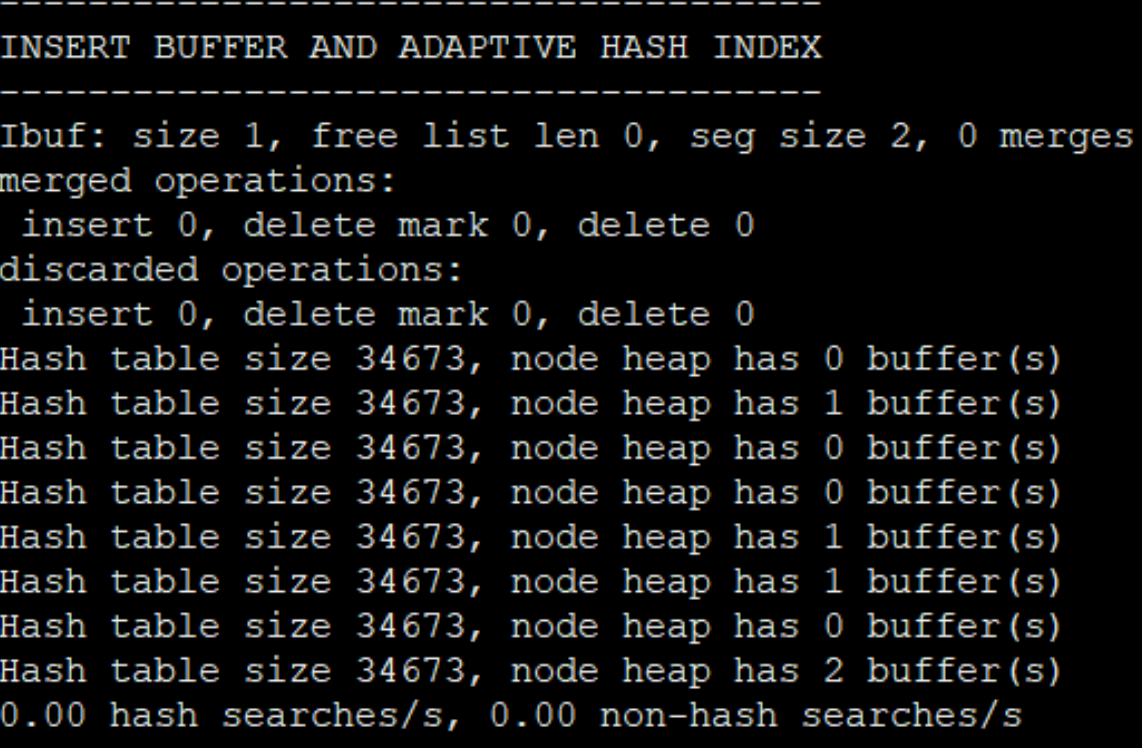 -------------------------------------
INSERT BUFFER AND ADAPTIVE HASH INDEX
-------------------------------------
Ibuf: size 1, free list len 0, seg size 2, 0 merges
merged operations:
 insert 0, delete mark 0, delete 0
discarded operations:
 insert 0, delete mark 0, delete 0
Hash table size 34673, node heap has 0 buffer(s)
Hash table size 34673, node heap has 1 buffer(s)
Hash table size 34673, node heap has 0 buffer(s)
Hash table size 34673, node heap has 0 buffer(s)
Hash table size 34673, node heap has 1 buffer(s)
Hash table size 34673, node heap has 1 buffer(s)
Hash table size 34673, node heap has 0 buffer(s)
Hash table size 34673, node heap has 2 buffer(s)
0.00 hash searches/s, 0.00 non-hash searches/s